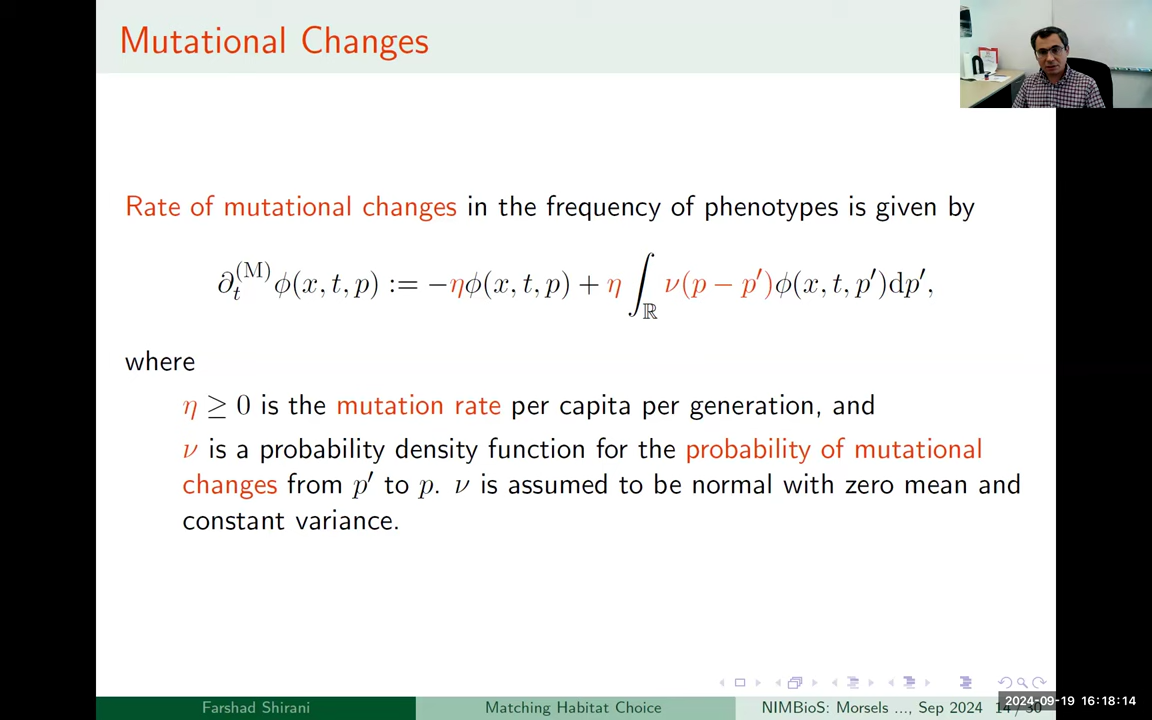 Mutational Changes
Rate of mutational changes in the frequency of phenotypes is given by
∂ₜ⁽ᴹ⁾ϕ(x, t, p) := −ηϕ(x, t, p) + η ∫_ℝ ν(p − p′)ϕ(x, t, p′)dp′,
where
η ≥ 0 is the mutation rate per capita per generation, and
ν is a probability density function for the probability of mutational
changes from p′ to p. ν is assumed to be normal with zero mean and
constant variance.
Farshad Shirani
Matching Habitat Choice
NIMBioS: Morsels ..., Sep 2024
14 / 30
2024-09-19 16:18:14